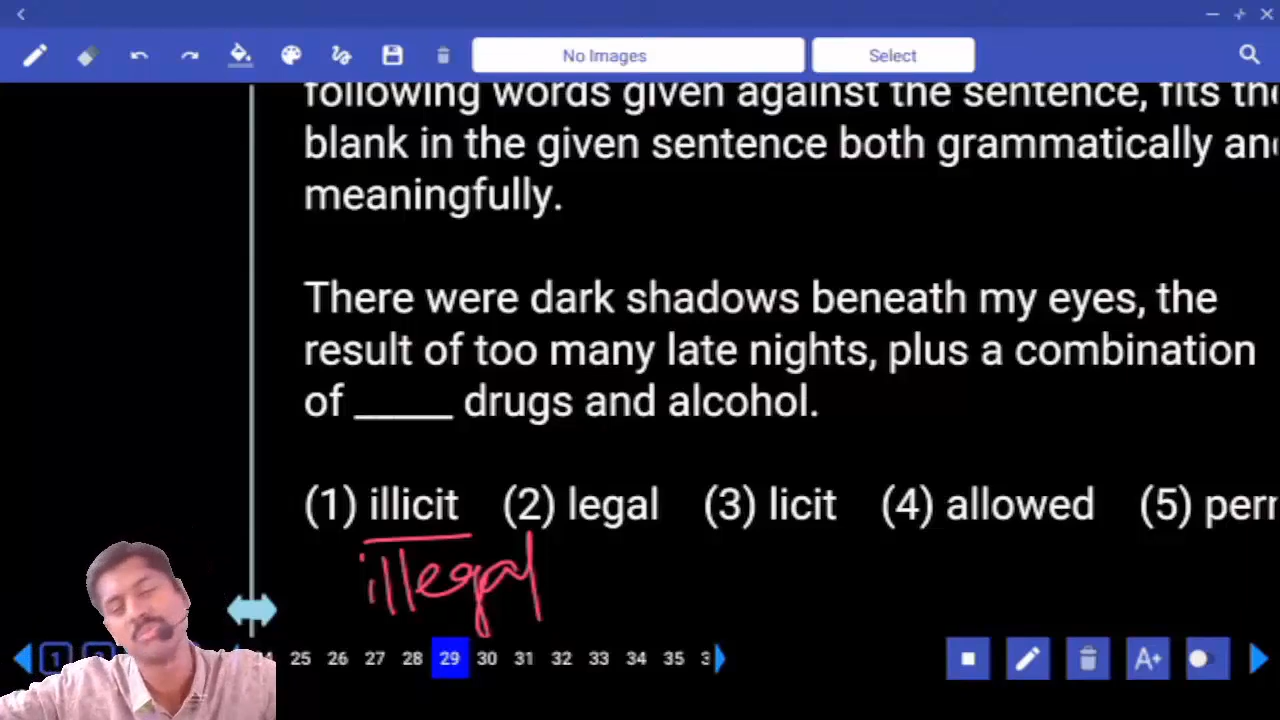 No Images
Select
following words given against the sentence, fits the
blank in the given sentence both grammatically and
meaningfully.
There were dark shadows beneath my eyes, the
result of too many late nights, plus a combination
of _____ drugs and alcohol.
(1) illicit (2) legal (3) licit (4) allowed (5)
illegal
1 25 26 27 28 29 30 31 32 33 34 35
A+